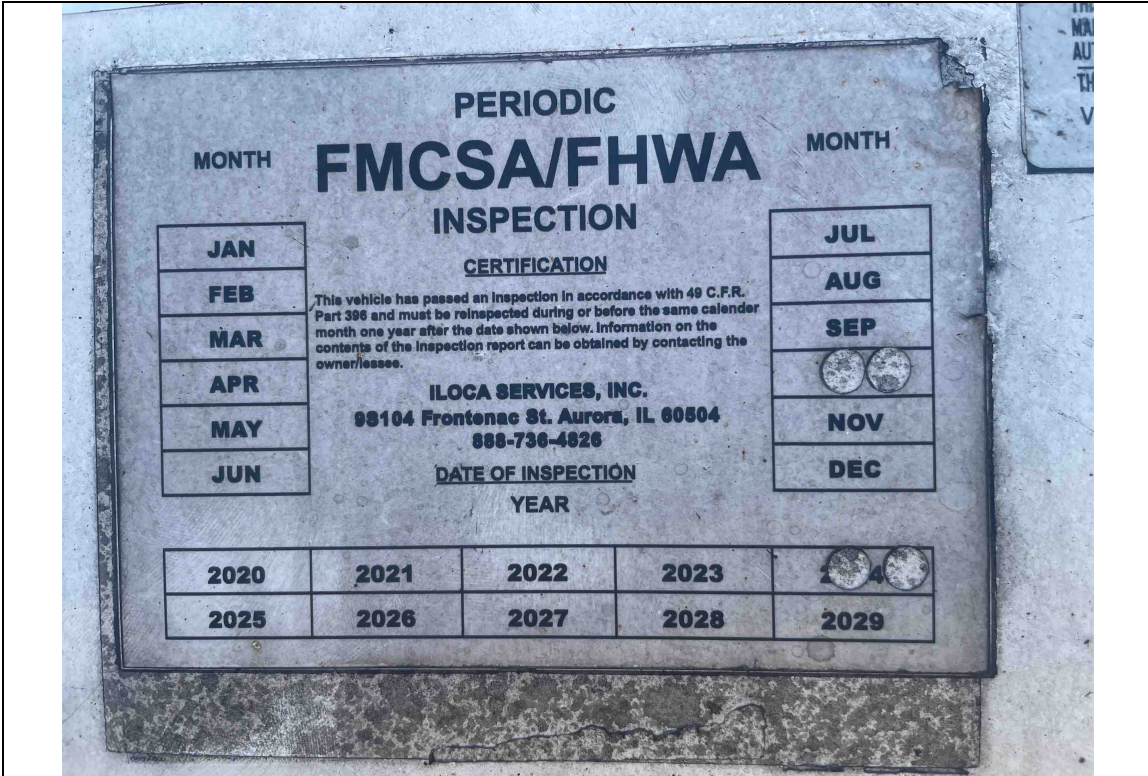 PERIODIC
FMCSA/FHWA
INSPECTION
MONTH
JAN
FEB
MAR
APR
MAY
JUN
CERTIFICATION
This vehicle has passed an inspection in accordance with 49 C.F.R.
Part 396 and must be reinspected during or before the same calender
month one year after the date shown below. Information on the
contents of the inspection report can be obtained by contacting the
owner/lessee.
ILOCA SERVICES, INC.
9S104 Frontenac St. Aurora, IL 60504
888-736-4826
DATE OF INSPECTION
YEAR
MONTH
JUL
AUG
SEP
NOV
DEC
2020 2021 2022 2023
2025 2026 2027 2028 2029
TH
V